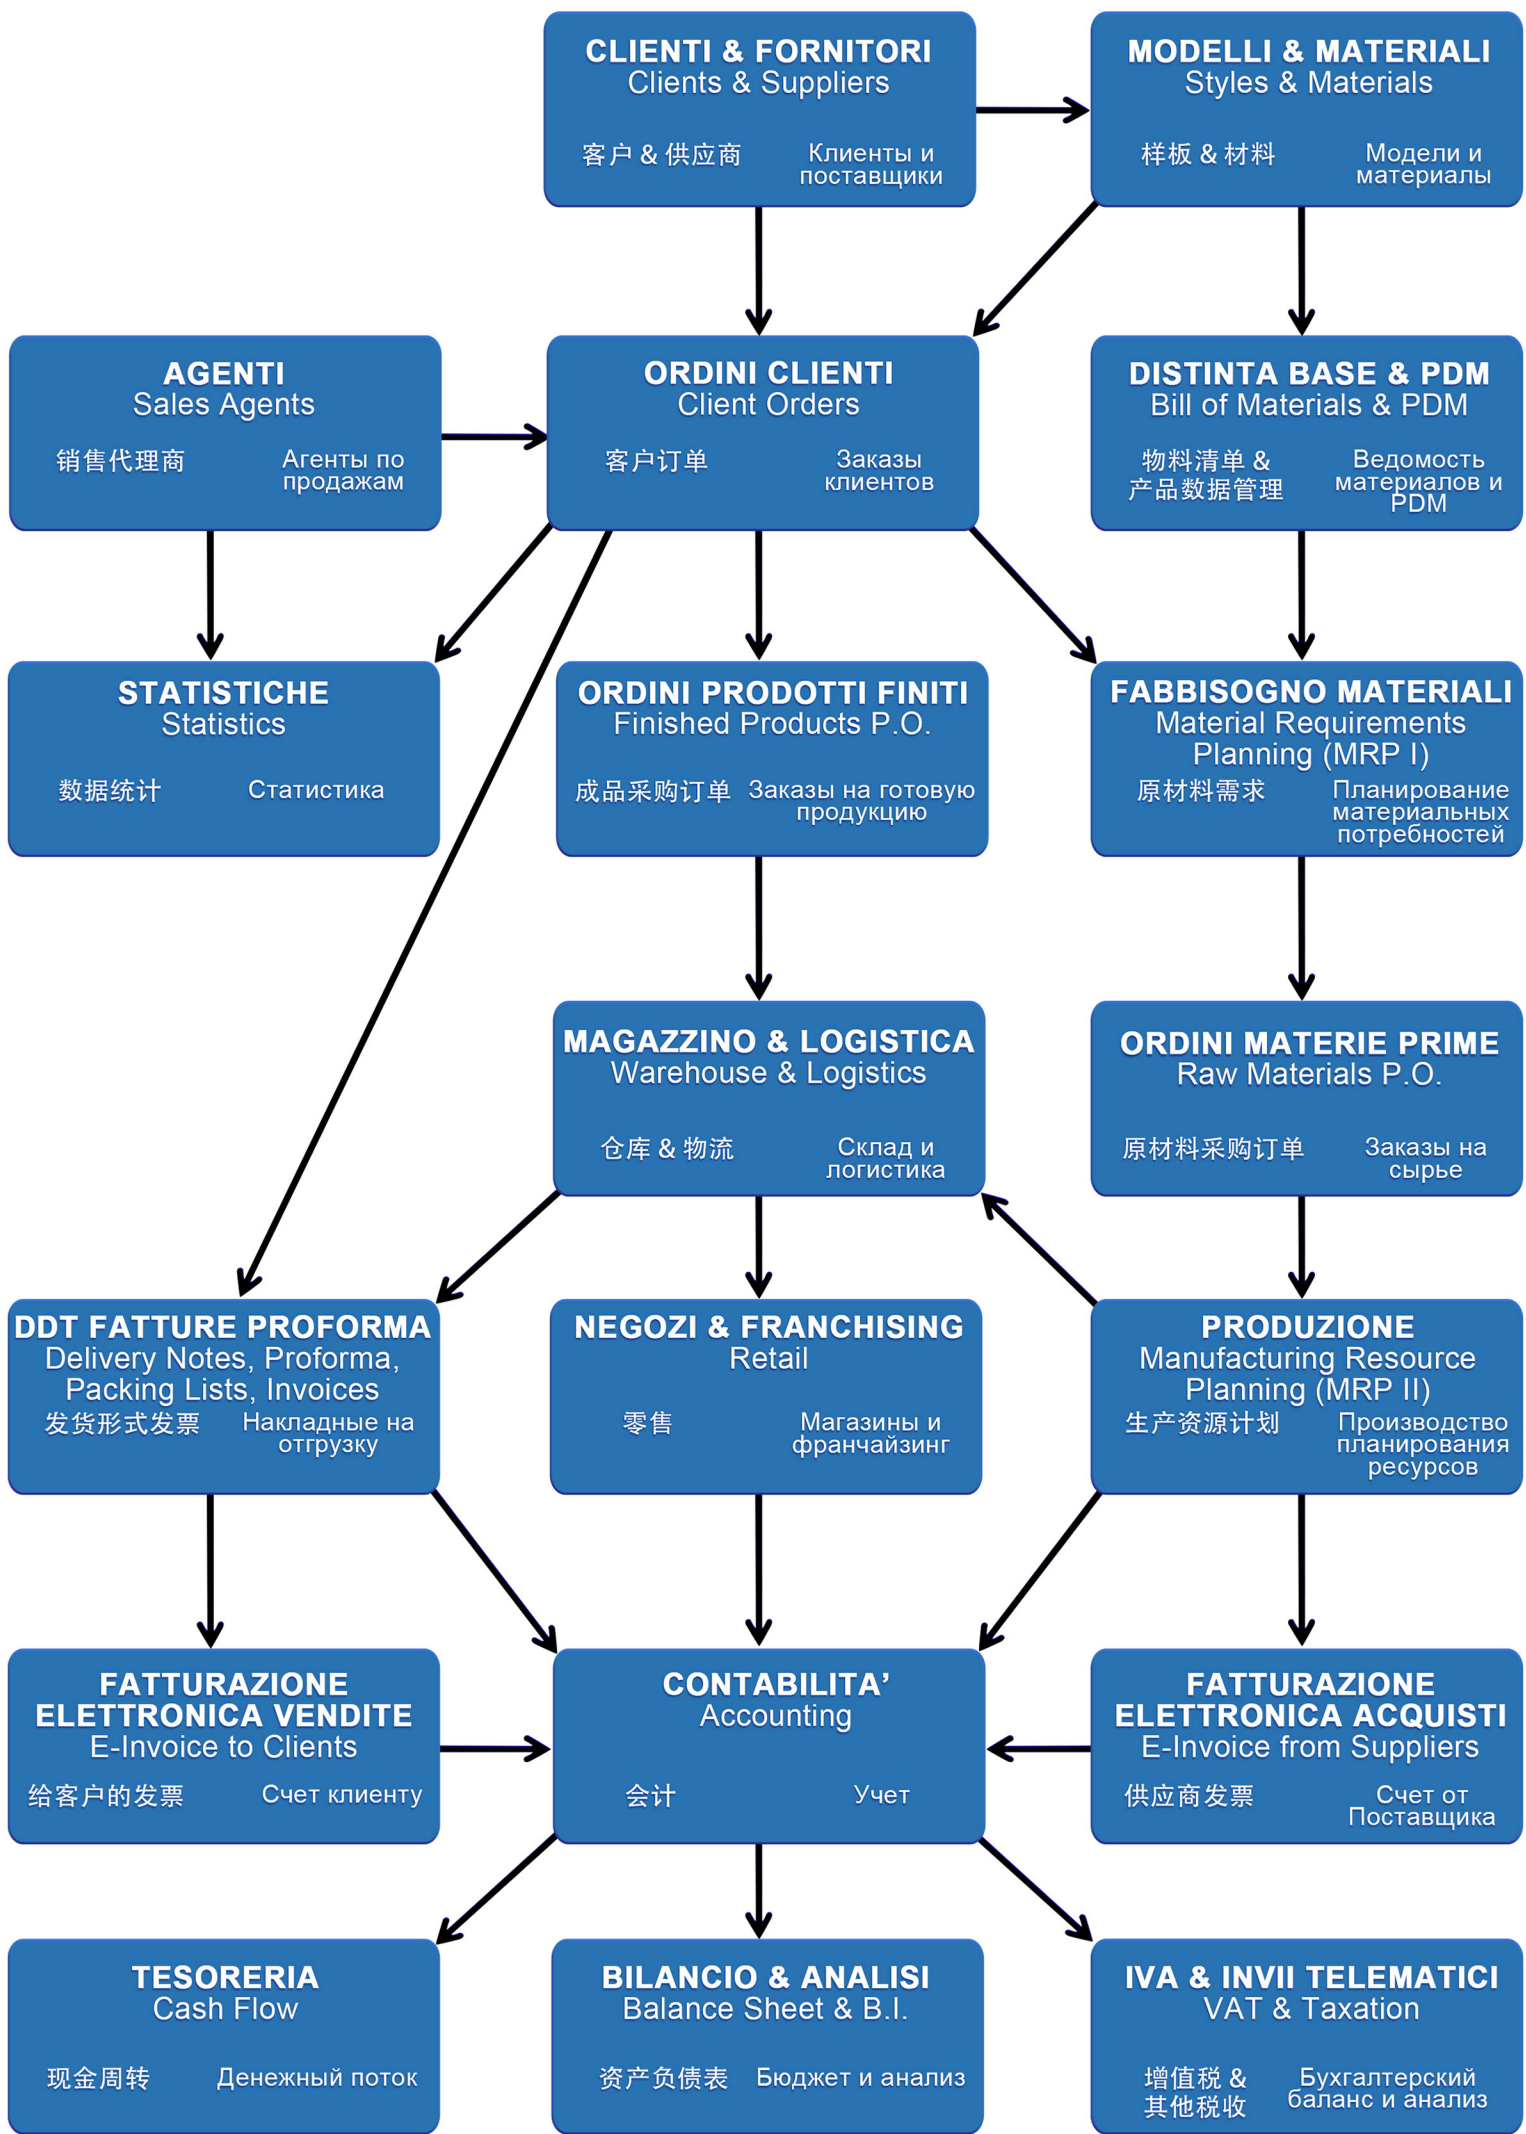 CLIENTI & FORNITORI
Clients & Suppliers
客户 & 供应商
Клиенты и
поставщики
MODELLI & MATERIALI
Styles & Materials
样板 & 材料
Модели и
материалы
AGENTI
Sales Agents
销售代理商
Агенты по
продажам
ORDINI CLIENTI
Client Orders
客户订单
Заказы
клиентов
DISTINTA BASE & PDM
Bill of Materials & PDM
物料清单 &
产品数据管理
Ведомость
материалов и
PDM
STATISTICHE
Statistics
数据统计
Статистика
ORDINI PRODOTTI FINITI
Finished Products P.O.
成品采购订单
Заказы на готовую
продукцию
FABBISOGNO MATERIALI
Material Requirements
Planning (MRP I)
原材料需求
Планирование
материальных
потребностей
MAGAZZINO & LOGISTICA
Warehouse & Logistics
仓库 & 物流
Склад и
логистика
ORDINI MATERIE PRIME
Raw Materials P.O.
原材料采购订单
Заказы на
сырье
DDT FATTURE PROFORMA
Delivery Notes, Proforma,
Packing Lists, Invoices
发货形式发票
Накладные на
отгрузку
NEGOZI & FRANCHISING
Retail
零售
Магазины и
франчайзинг
PRODUZIONE
Manufacturing Resource
Planning (MRP II)
生产资源计划
Производство
планирования
ресурсов
FATTURAZIONE
ELETTRONICA VENDITE
E-Invoice to Clients
给客户的发票
Счет клиенту
CONTABILITA’
Accounting
会计
Учет
FATTURAZIONE
ELETTRONICA ACQUISTI
E-Invoice from Suppliers
供应商发票
Счет от
Поставщика
TESORERIA
Cash Flow
现金周转
Денежный поток
BILANCIO & ANALISI
Balance Sheet & B.I.
资产负债表
Бюджет и анализ
IVA & INVII TELEMATICI
VAT & Taxation
增值税 &
其他税收
Бухгалтерский
баланс и анализ